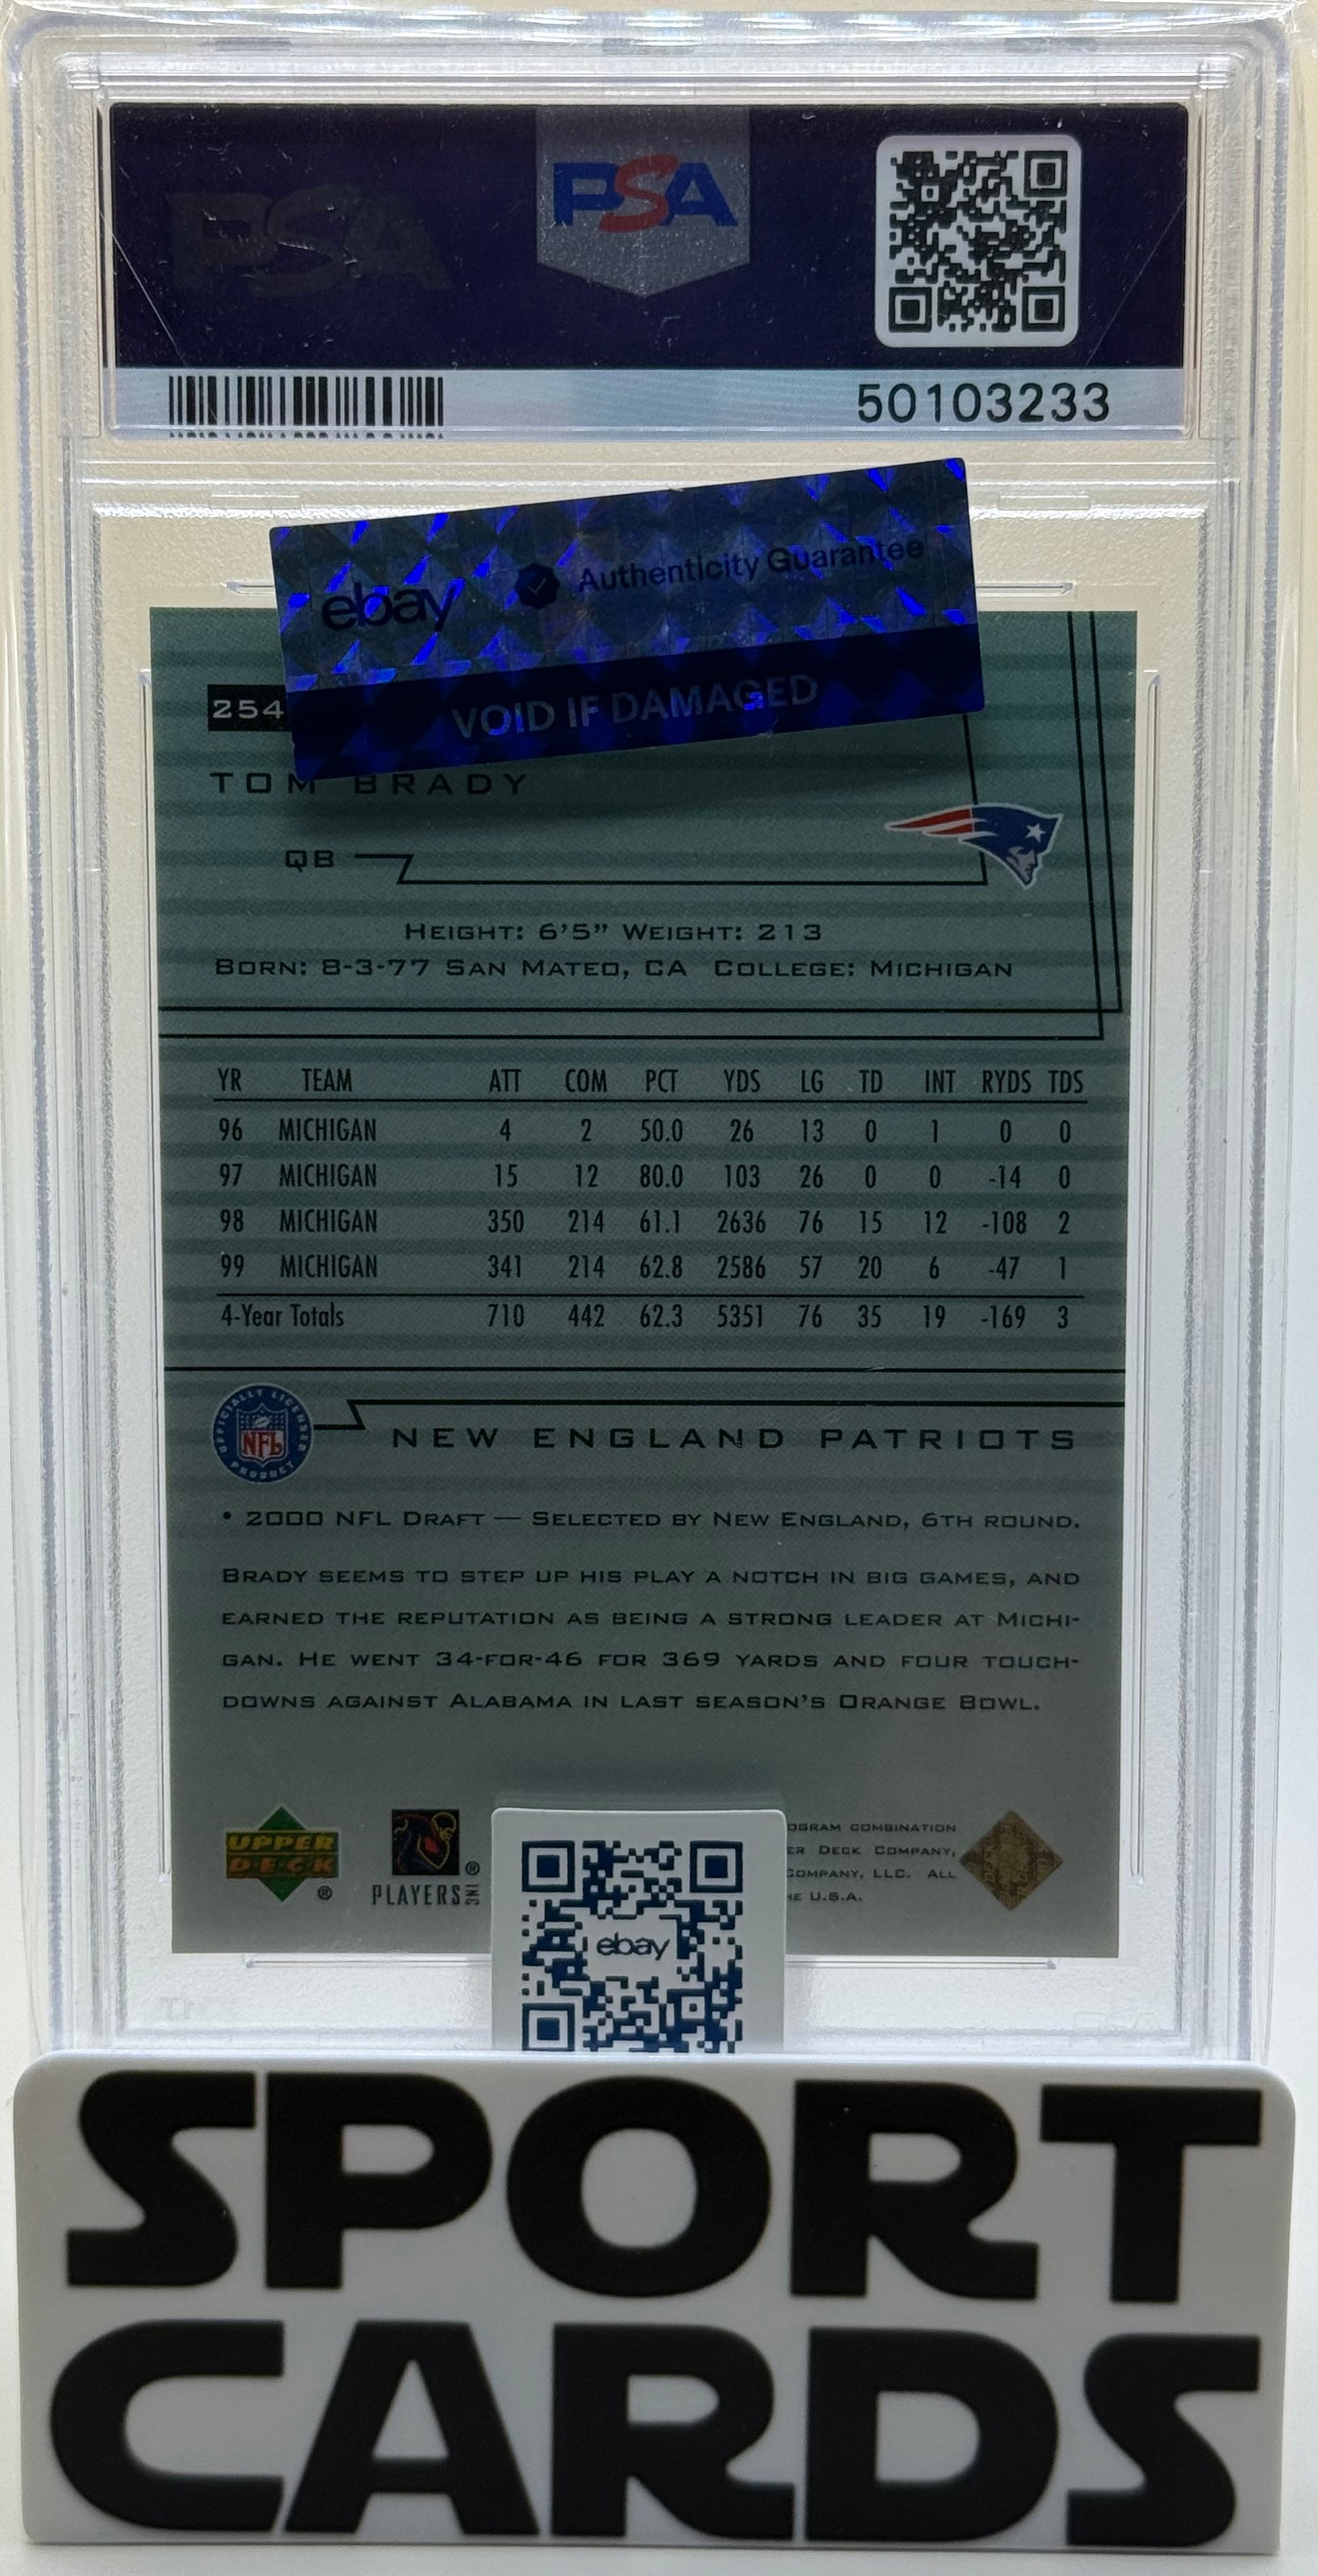 PSA
PSA
50103233
ebay Authenticity Guarantee
VOID IF DAMAGED
254
TOM BRADY
QB
HEIGHT: 6'5" WEIGHT: 213
BORN: 8-3-77 SAN MATEO, CA COLLEGE: MICHIGAN
YR TEAM ATT COM PCT YDS LG TD INT RYDS TDS
96 MICHIGAN 4 2 50.0 26 13 0 1 0 0
97 MICHIGAN 15 12 80.0 103 26 0 0 -14 0
98 MICHIGAN 350 214 61.1 2636 76 15 12 -108 2
99 MICHIGAN 341 214 62.8 2586 57 20 6 -47 1
4-Year Totals 710 442 62.3 5351 76 35 19 -169 3
OFFICIALLY LICENSED
NFL
PRODUCT
NEW ENGLAND PATRIOTS
• 2000 NFL DRAFT — SELECTED BY NEW ENGLAND, 6TH ROUND.
BRADY SEEMS TO STEP UP HIS PLAY A NOTCH IN BIG GAMES, AND
EARNED THE REPUTATION AS BEING A STRONG LEADER AT MICHI-
GAN. HE WENT 34-FOR-46 FOR 369 YARDS AND FOUR TOUCH-
DOWNS AGAINST ALABAMA IN LAST SEASON'S ORANGE BOWL.
UPPER
DECK
®
®
PLAYERS INC
COMBINATION
DECK COMPANY,
COMPANY, LLC. ALL
U.S.A.
ebay
SPORT
CARDS